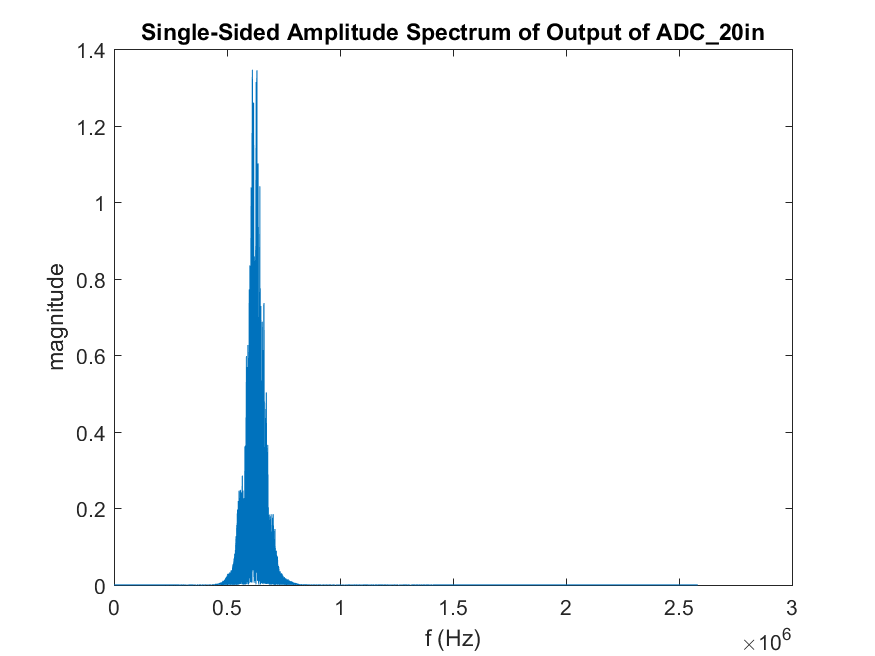 Single-Sided Amplitude Spectrum of Output of ADC_20in
1.4
1.2
1
0.8
0.6
0.4
0.2
0
magnitude
0 0.5 1 1.5 2 2.5 3
f (Hz)
×10^6